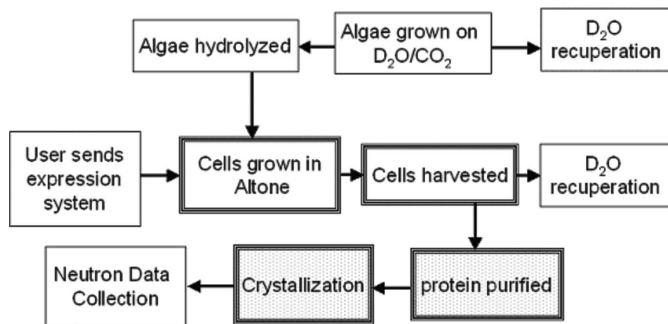 Algae hydrolyzed
Algae grown on
D₂O/CO₂
D₂O
recuperation
User sends
expression
system
Cells grown in
Altone
Cells harvested
D₂O
recuperation
Neutron Data
Collection
Crystallization
protein purified